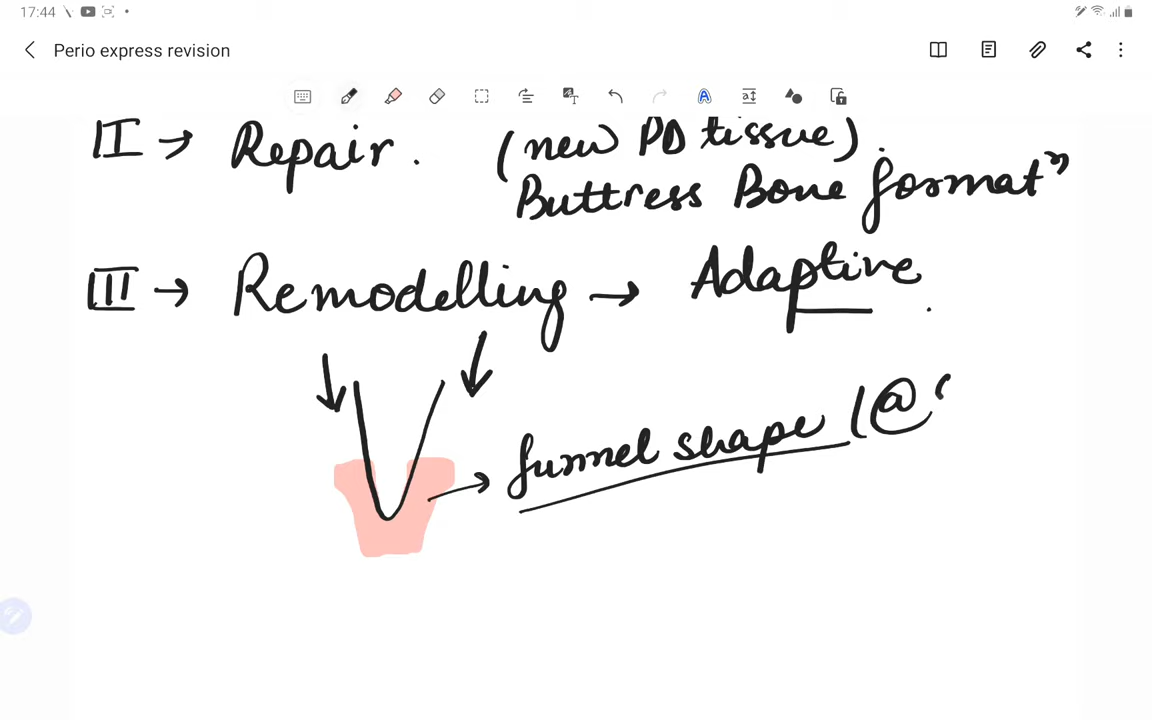 17:44
Perio express revision
II → Repair. (new PD tissue).
Buttress Bone format"
III → Remodelling → Adaptive.
→ funnel shape (@